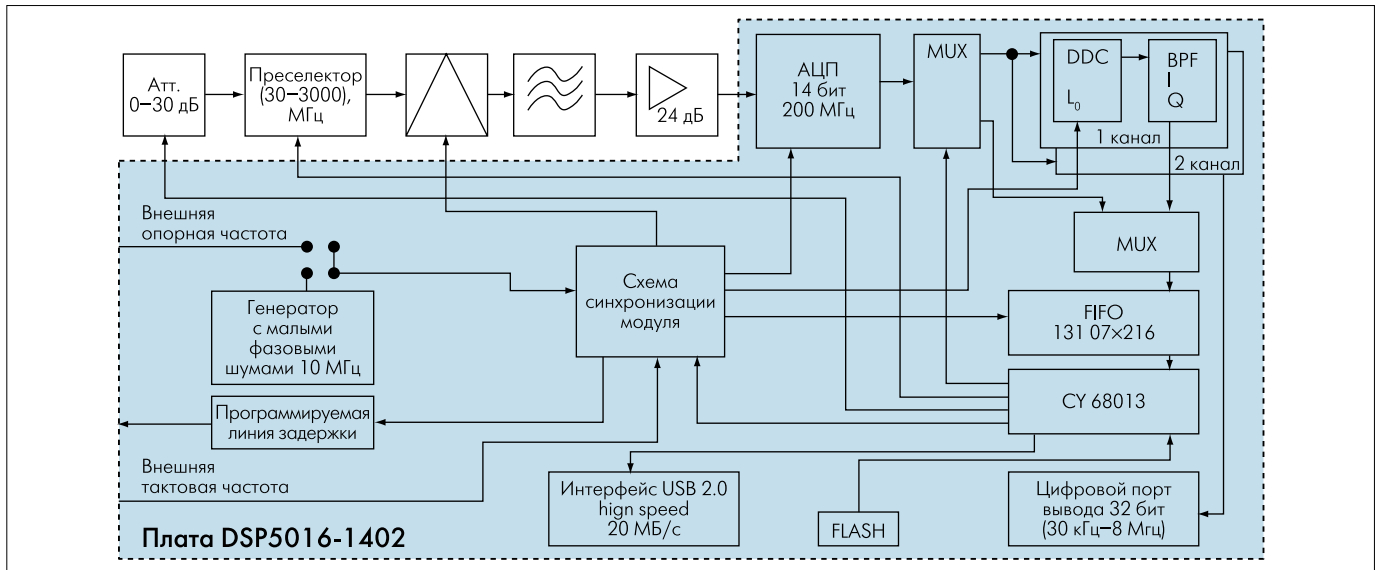 Атт.
0–30 дБ
Преселектор
(30–3000),
МГц
24 дБ
АЦП
14 бит
200 МГц
MUX
DDC
L0
BPF
I
Q
1 канал
2 канал
Внешняя
опорная частота
MUX
Генератор
с малыми
фазовыми
шумами 10 МГц
Схема
синхронизации
модуля
FIFO
131 07×216
CY 68013
Программируемая
линия задержки
Внешняя
тактовая частота
Интерфейс USB 2.0
hign speed
20 МБ/с
FLASH
Цифровой порт
вывода 32 бит
(30 кГц–8 Мгц)
Плата DSP5016-1402